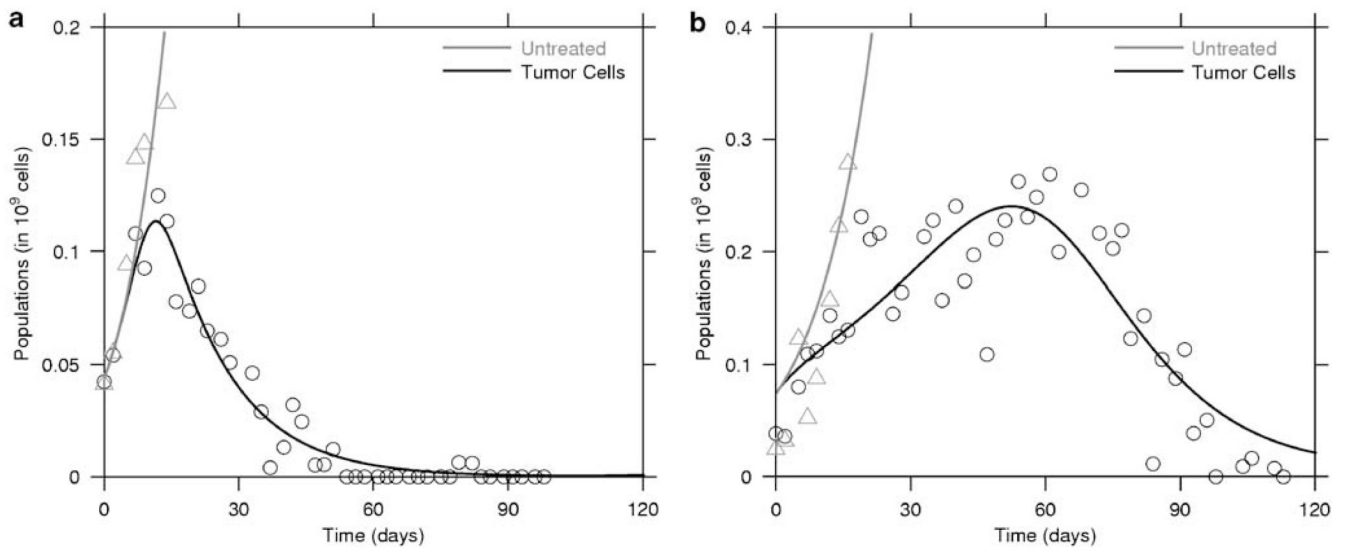 a
0.2
0.15
0.1
0.05
0
Populations (in 10⁹ cells)
Untreated
Tumor Cells
0 30 60 90 120
Time (days)
b
0.4
0.3
0.2
0.1
0
Populations (in 10⁹ cells)
Untreated
Tumor Cells
0 30 60 90 120
Time (days)